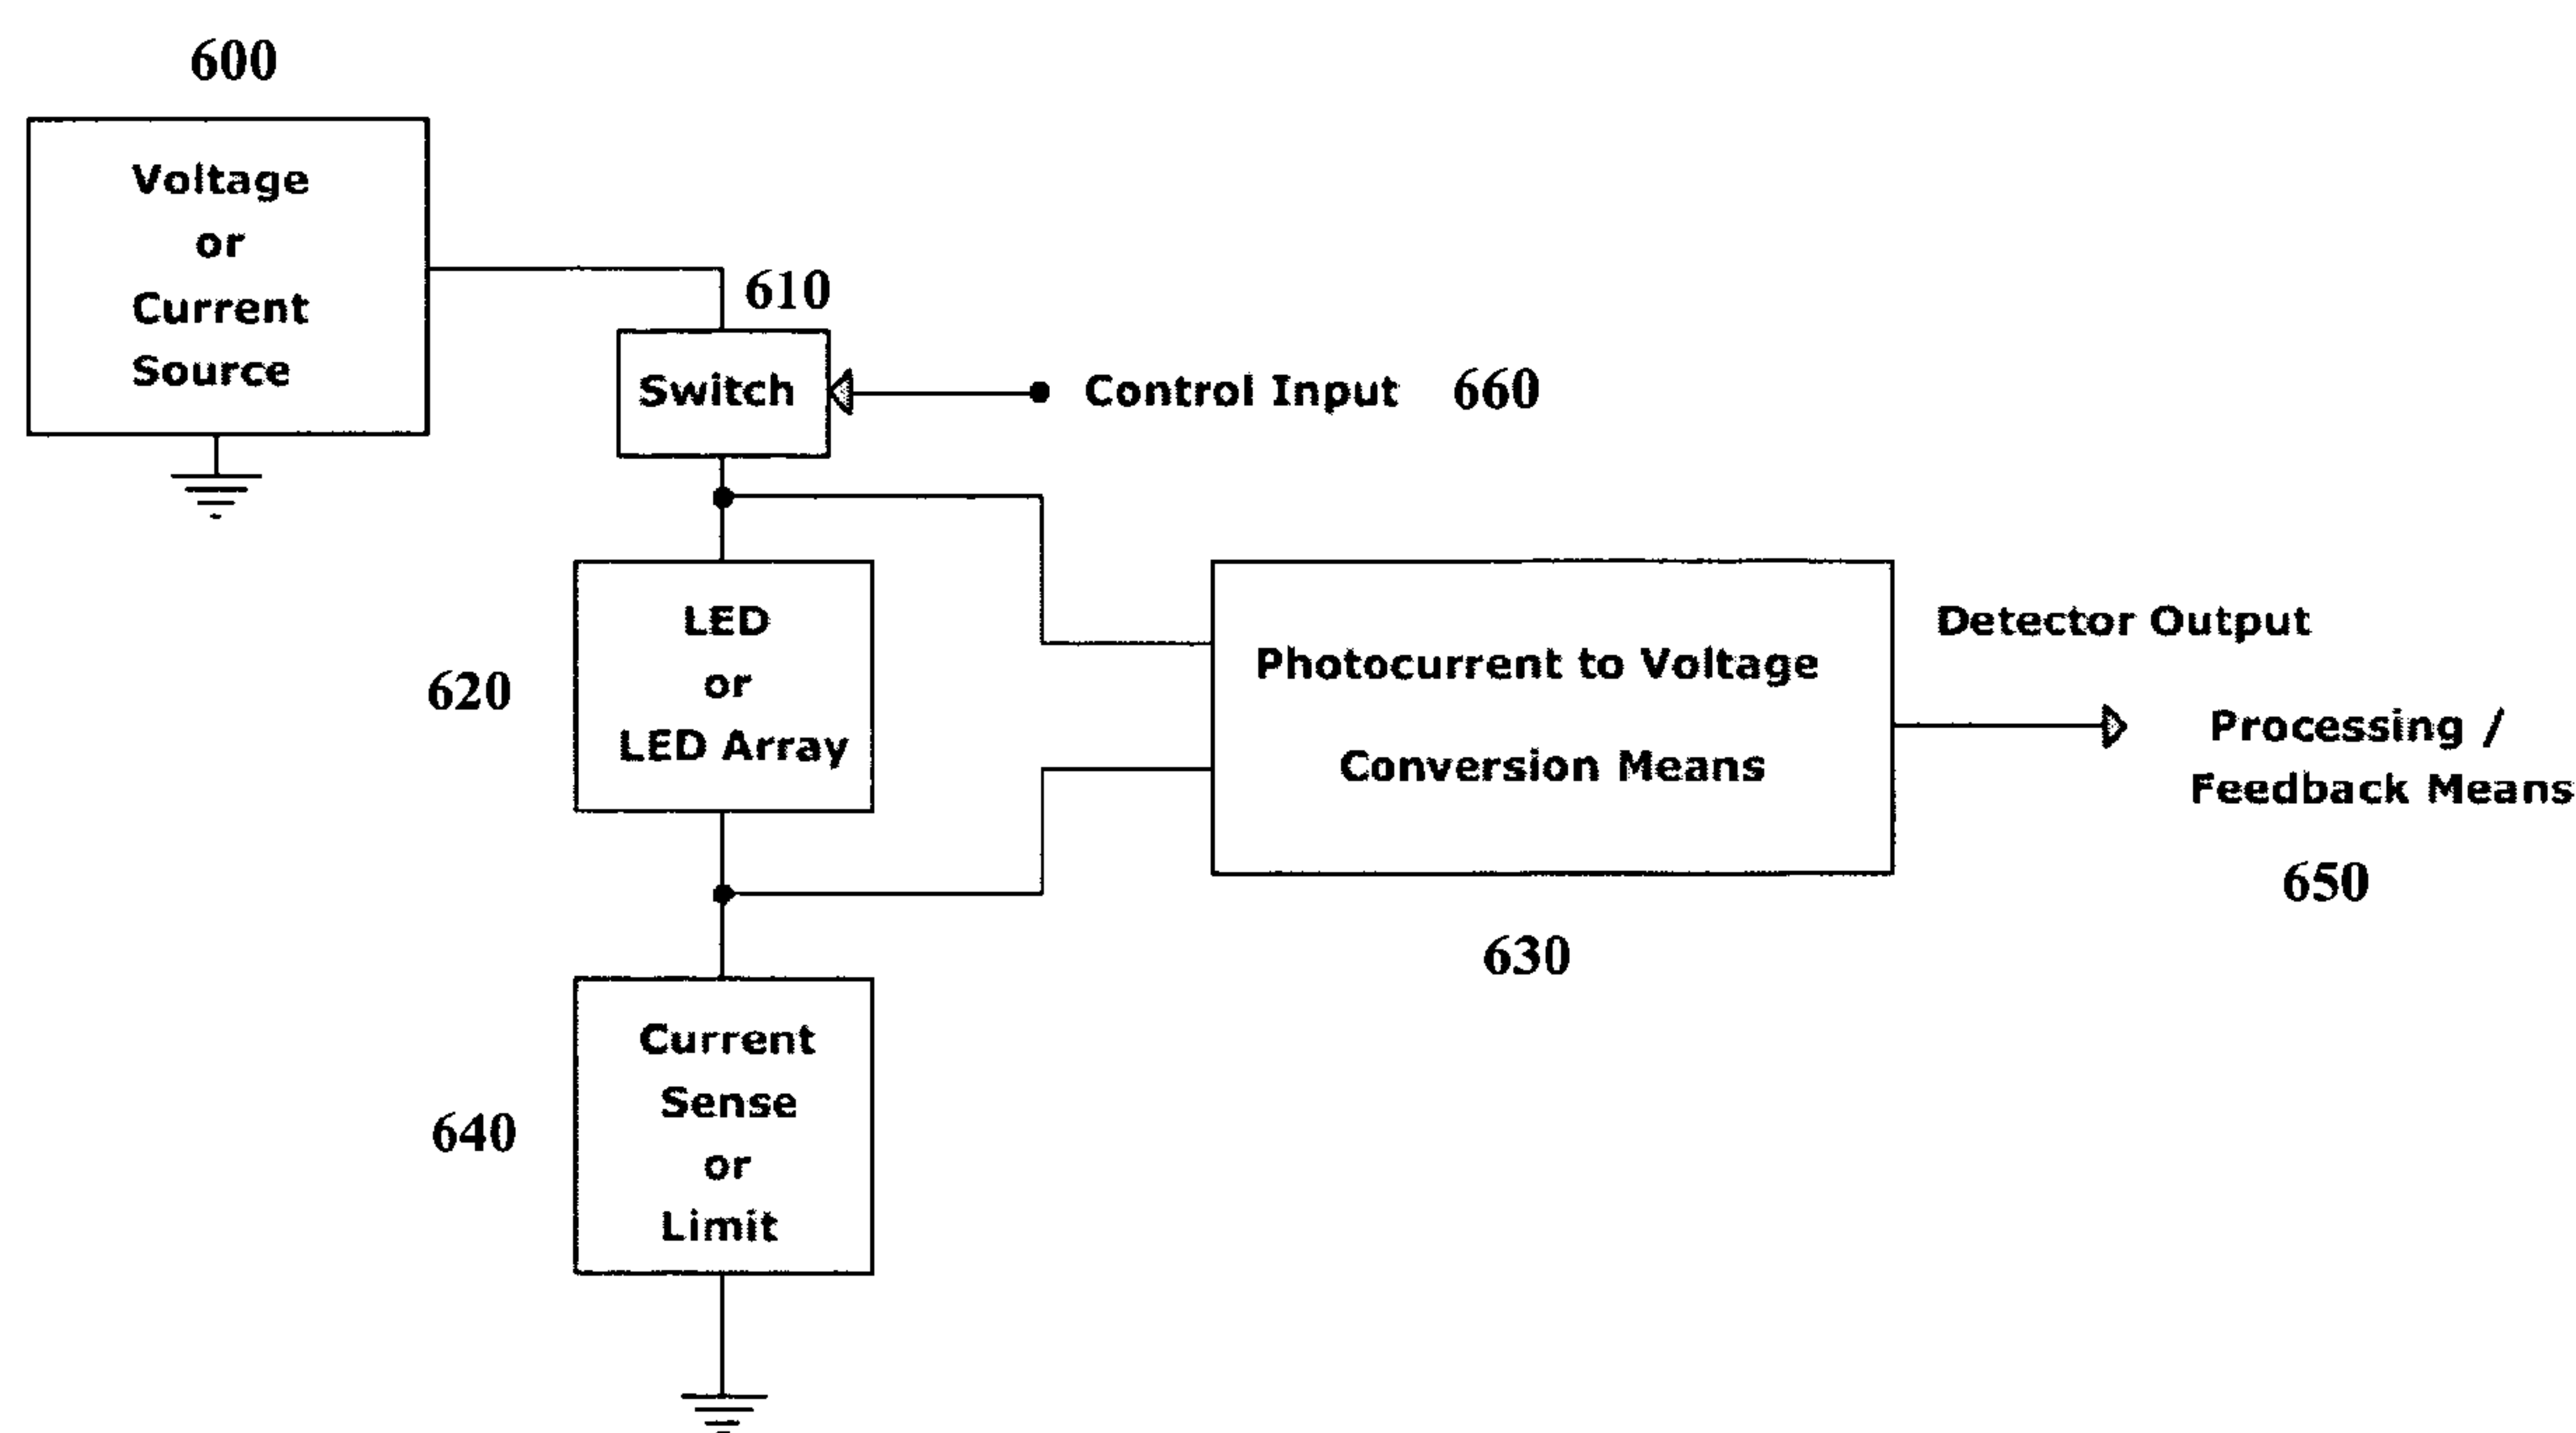 600
Voltage
or
Current
Source
610
Switch
Control Input 660
LED
or
LED Array
620
Photocurrent to Voltage
Conversion Means
630
Detector Output
Processing /
Feedback Means
650
Current
Sense
or
Limit
640